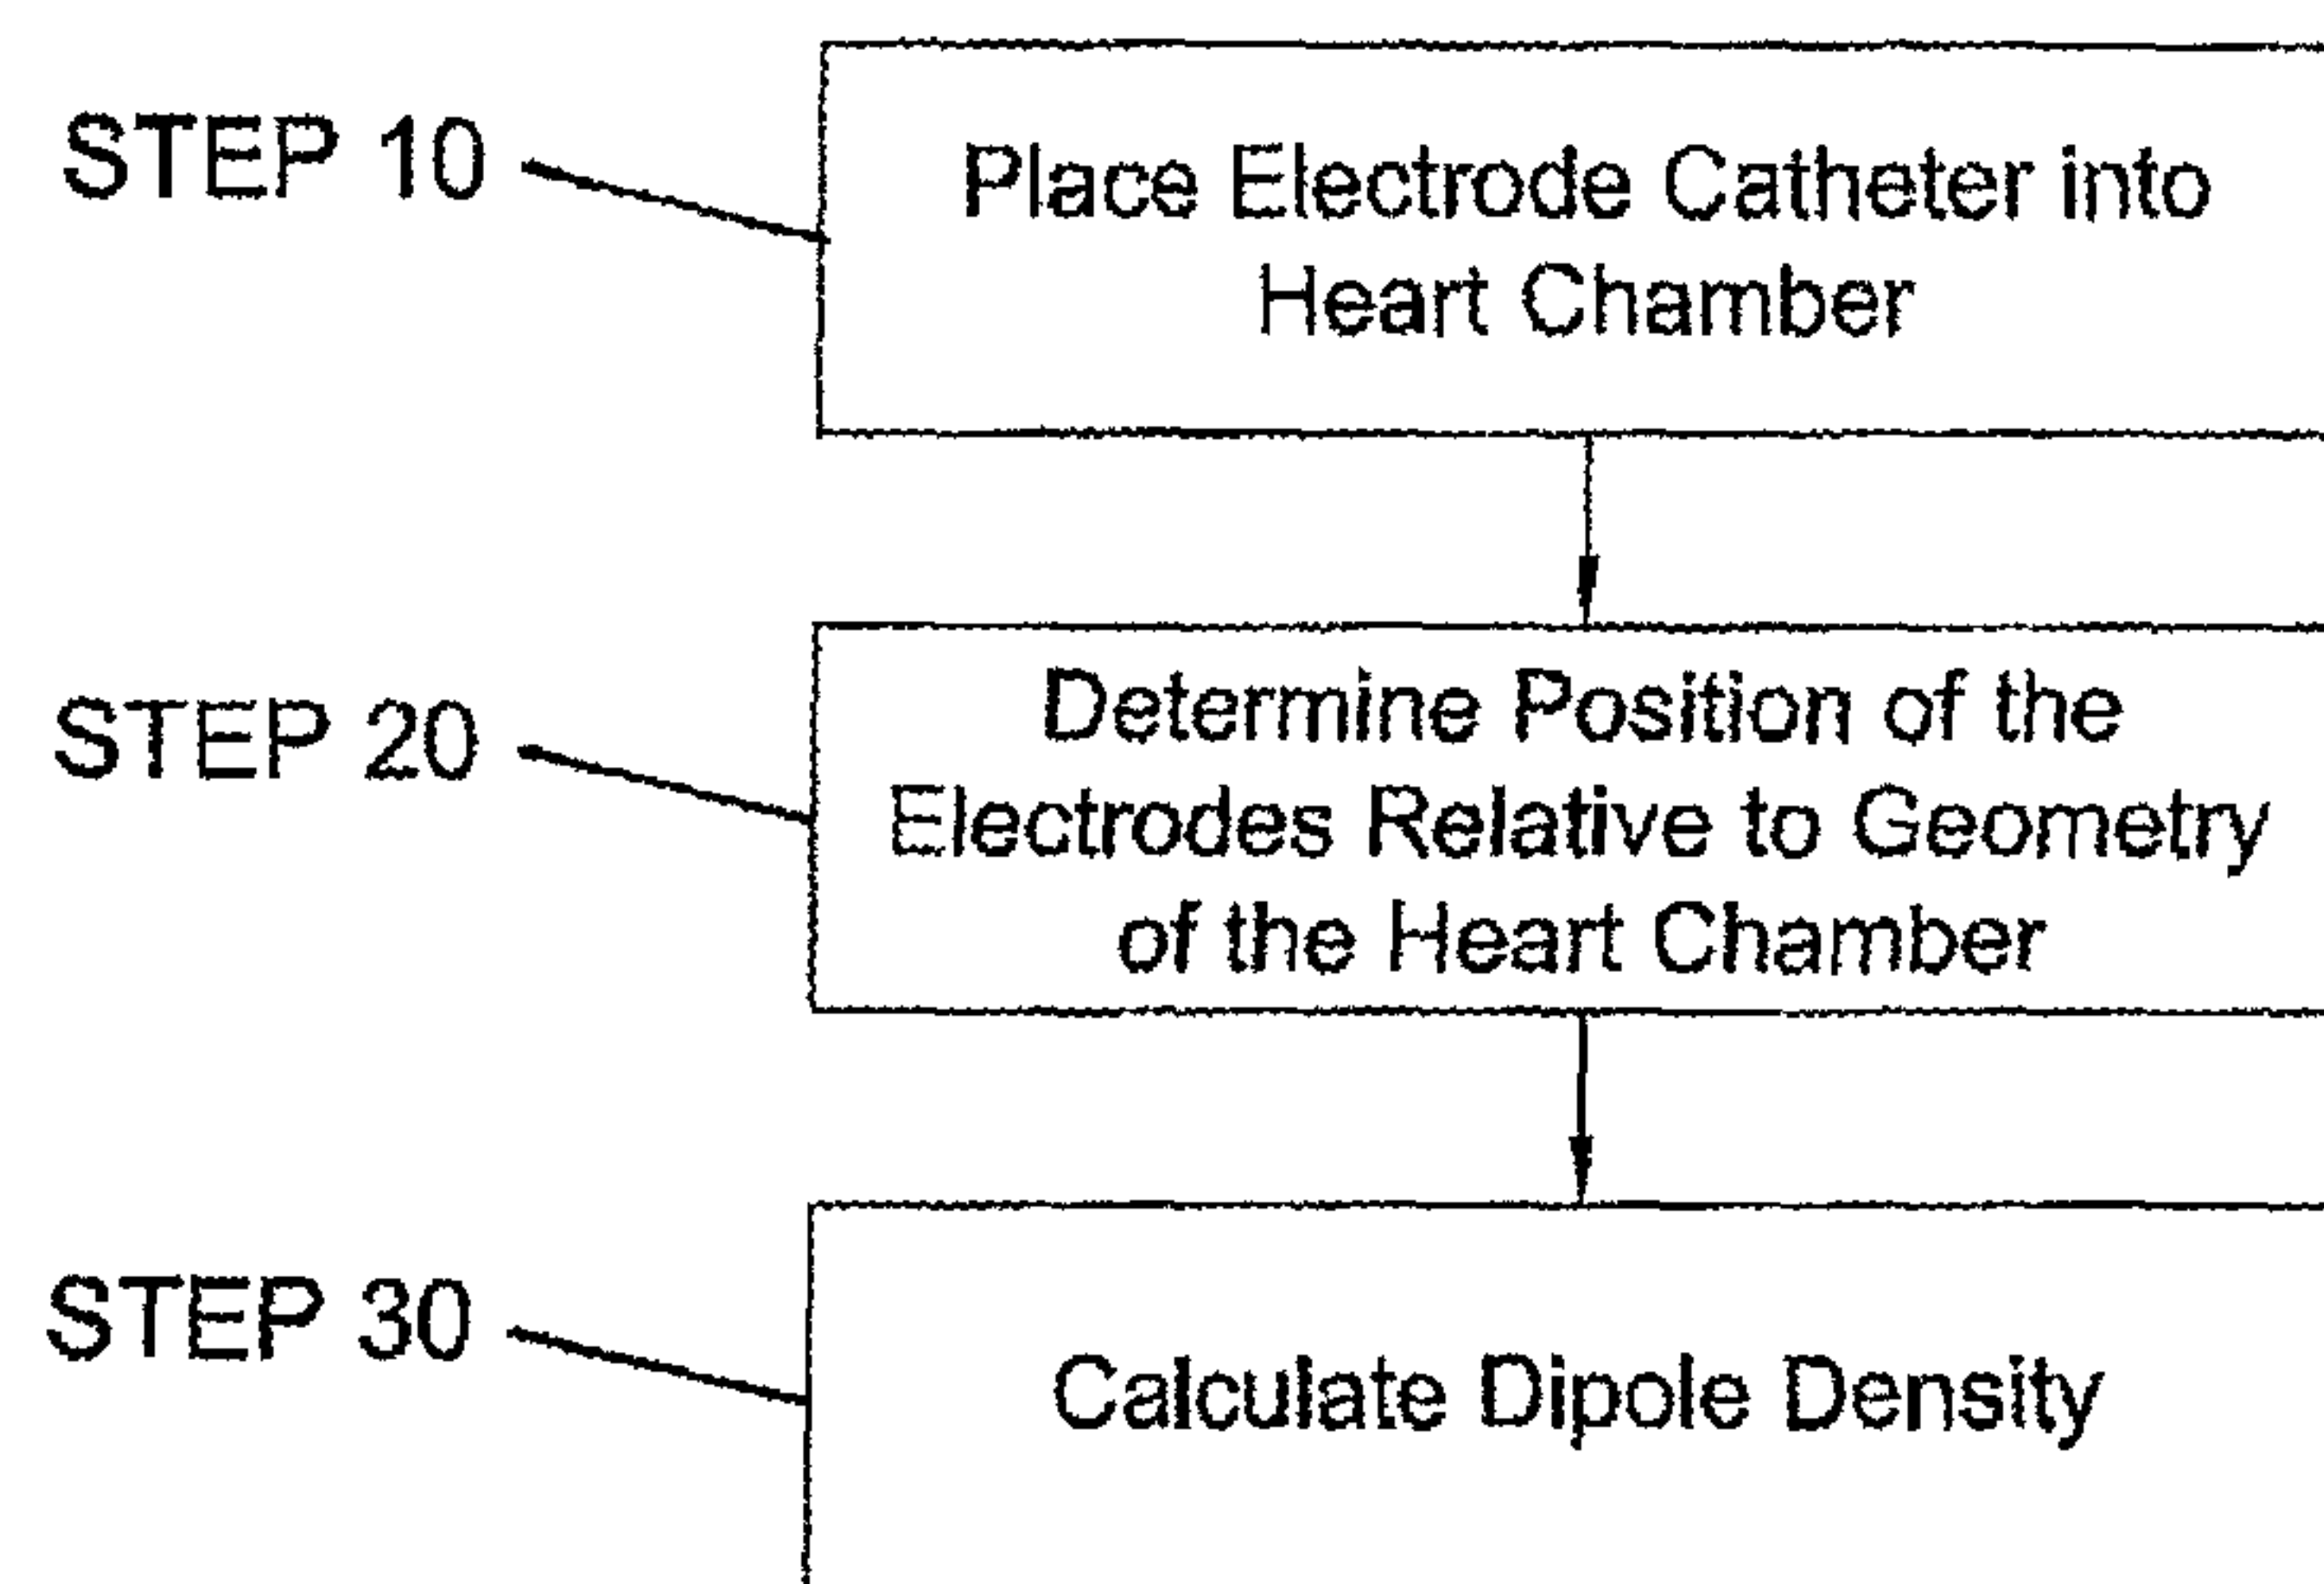 STEP 10
Place Electrode Catheter into
Heart Chamber
STEP 20
Determine Position of the
Electrodes Relative to Geometry
of the Heart Chamber
STEP 30
Calculate Dipole Density